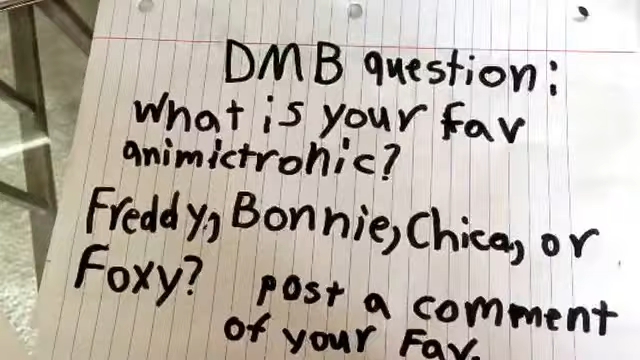 DMB question:
What is your fav
animictronic?
Freddy, Bonnie, Chica, or
Foxy?
post a comment
of your Fav.